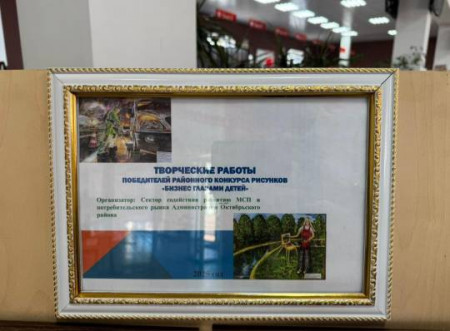 ТВОРЧЕСКИЕ РАБОТЫ
ПОБЕДИТЕЛЕЙ РАЙОННОГО КОНКУРСА РИСУНКОВ
«БИЗНЕС ГЛАЗАМИ ДЕТЕЙ»
Организатор: Сектор содействия развитию МСП и
потребительского рынка Администрации Октябрьского
района